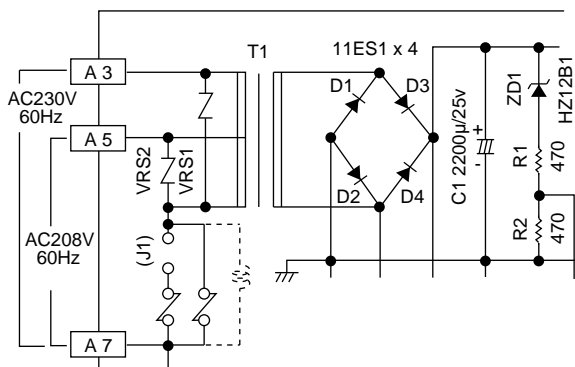 T1
11ES1 x 4
A 3
D1
D3
ZD1
HZ12B1
AC230V
60Hz
A 5
VRS2
VRS1
C1 2200µ/25v
+
-
R1
470
D2
D4
AC208V
60Hz
(J1)
R2
470
A 7